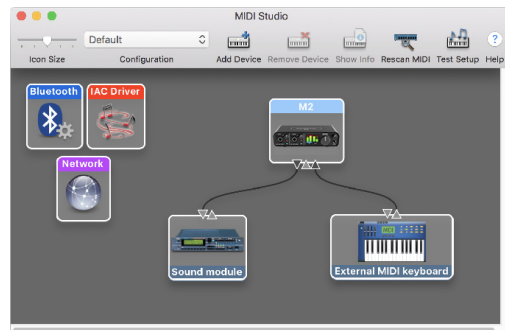 MIDI Studio
Default
Icon Size
Configuration
Add Device
Remove Device
Show Info
Rescan MIDI
Test Setup
Help
?
Bluetooth
IAC Driver
M2
Network
Sound module
External MIDI keyboard